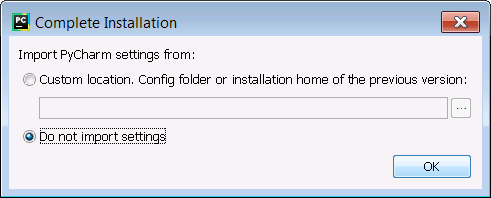 PC
Complete Installation
Import PyCharm settings from:
Custom location. Config folder or installation home of the previous version:
...
Do not import settings
OK